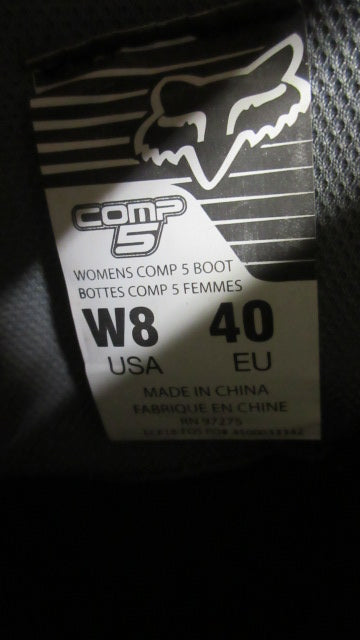 COMP
5
WOMENS COMP 5 BOOT
BOTTES COMP 5 FEMMES
W8 40
USA EU
MADE IN CHINA
FABRIQUE EN CHINE
RN 97275